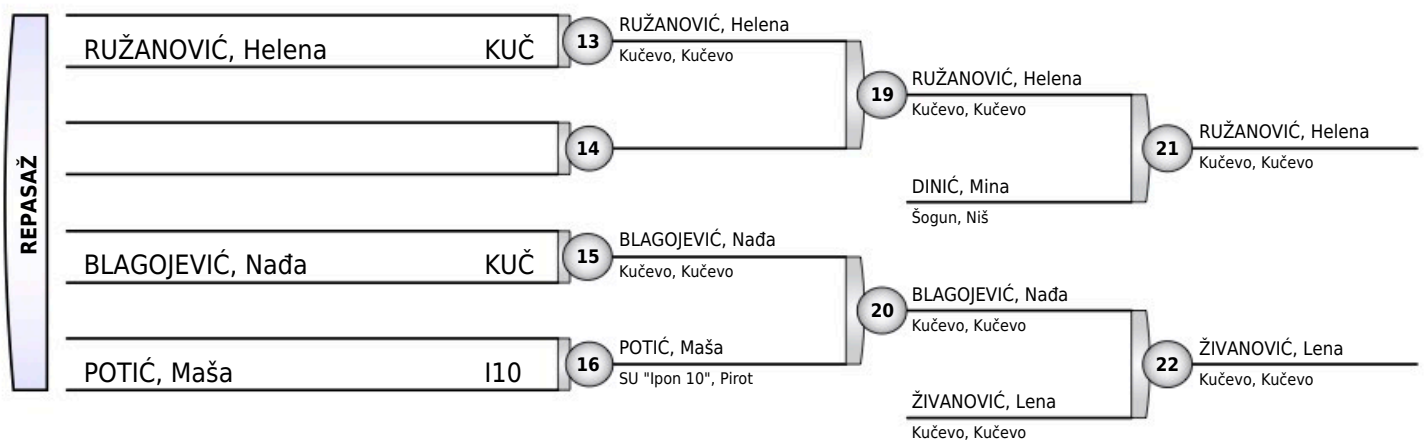 REPASAŽ
RUŽANOVIĆ, Helena KUČ
13
RUŽANOVIĆ, Helena
Kučevo, Kučevo
14
19
RUŽANOVIĆ, Helena
Kučevo, Kučevo
DINIĆ, Mina
Šogun, Niš
21
RUŽANOVIĆ, Helena
Kučevo, Kučevo
BLAGOJEVIĆ, Nađa KUČ
15
BLAGOJEVIĆ, Nađa
Kučevo, Kučevo
POTIĆ, Maša I10
16
POTIĆ, Maša
SU "Ipon 10", Pirot
20
BLAGOJEVIĆ, Nađa
Kučevo, Kučevo
ŽIVANOVIĆ, Lena
Kučevo, Kučevo
22
ŽIVANOVIĆ, Lena
Kučevo, Kučevo